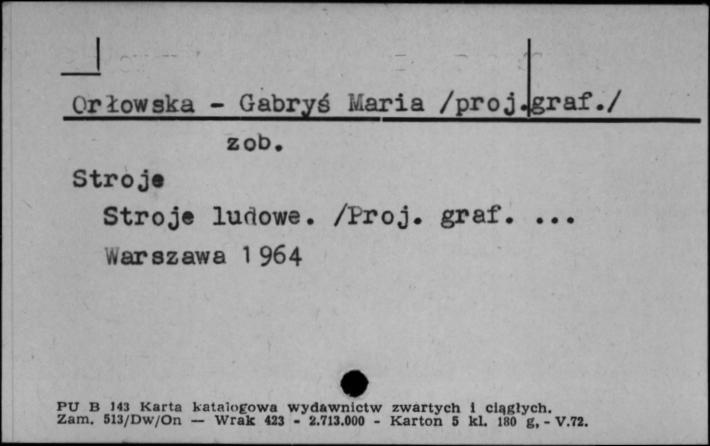 Orłowska - Gabryś Maria /proj.graf./
zob.
Stroje
Stroje ludowe. /Proj. graf. ...
Warszawa 1964
PU B 143 Karta katalogowa wydawnictw zwartych i ciągłych.
Zam. 513/Dw/On — Wrak 423 - 2.713.000 - Karton 5 kl. 180 g, - V.72.